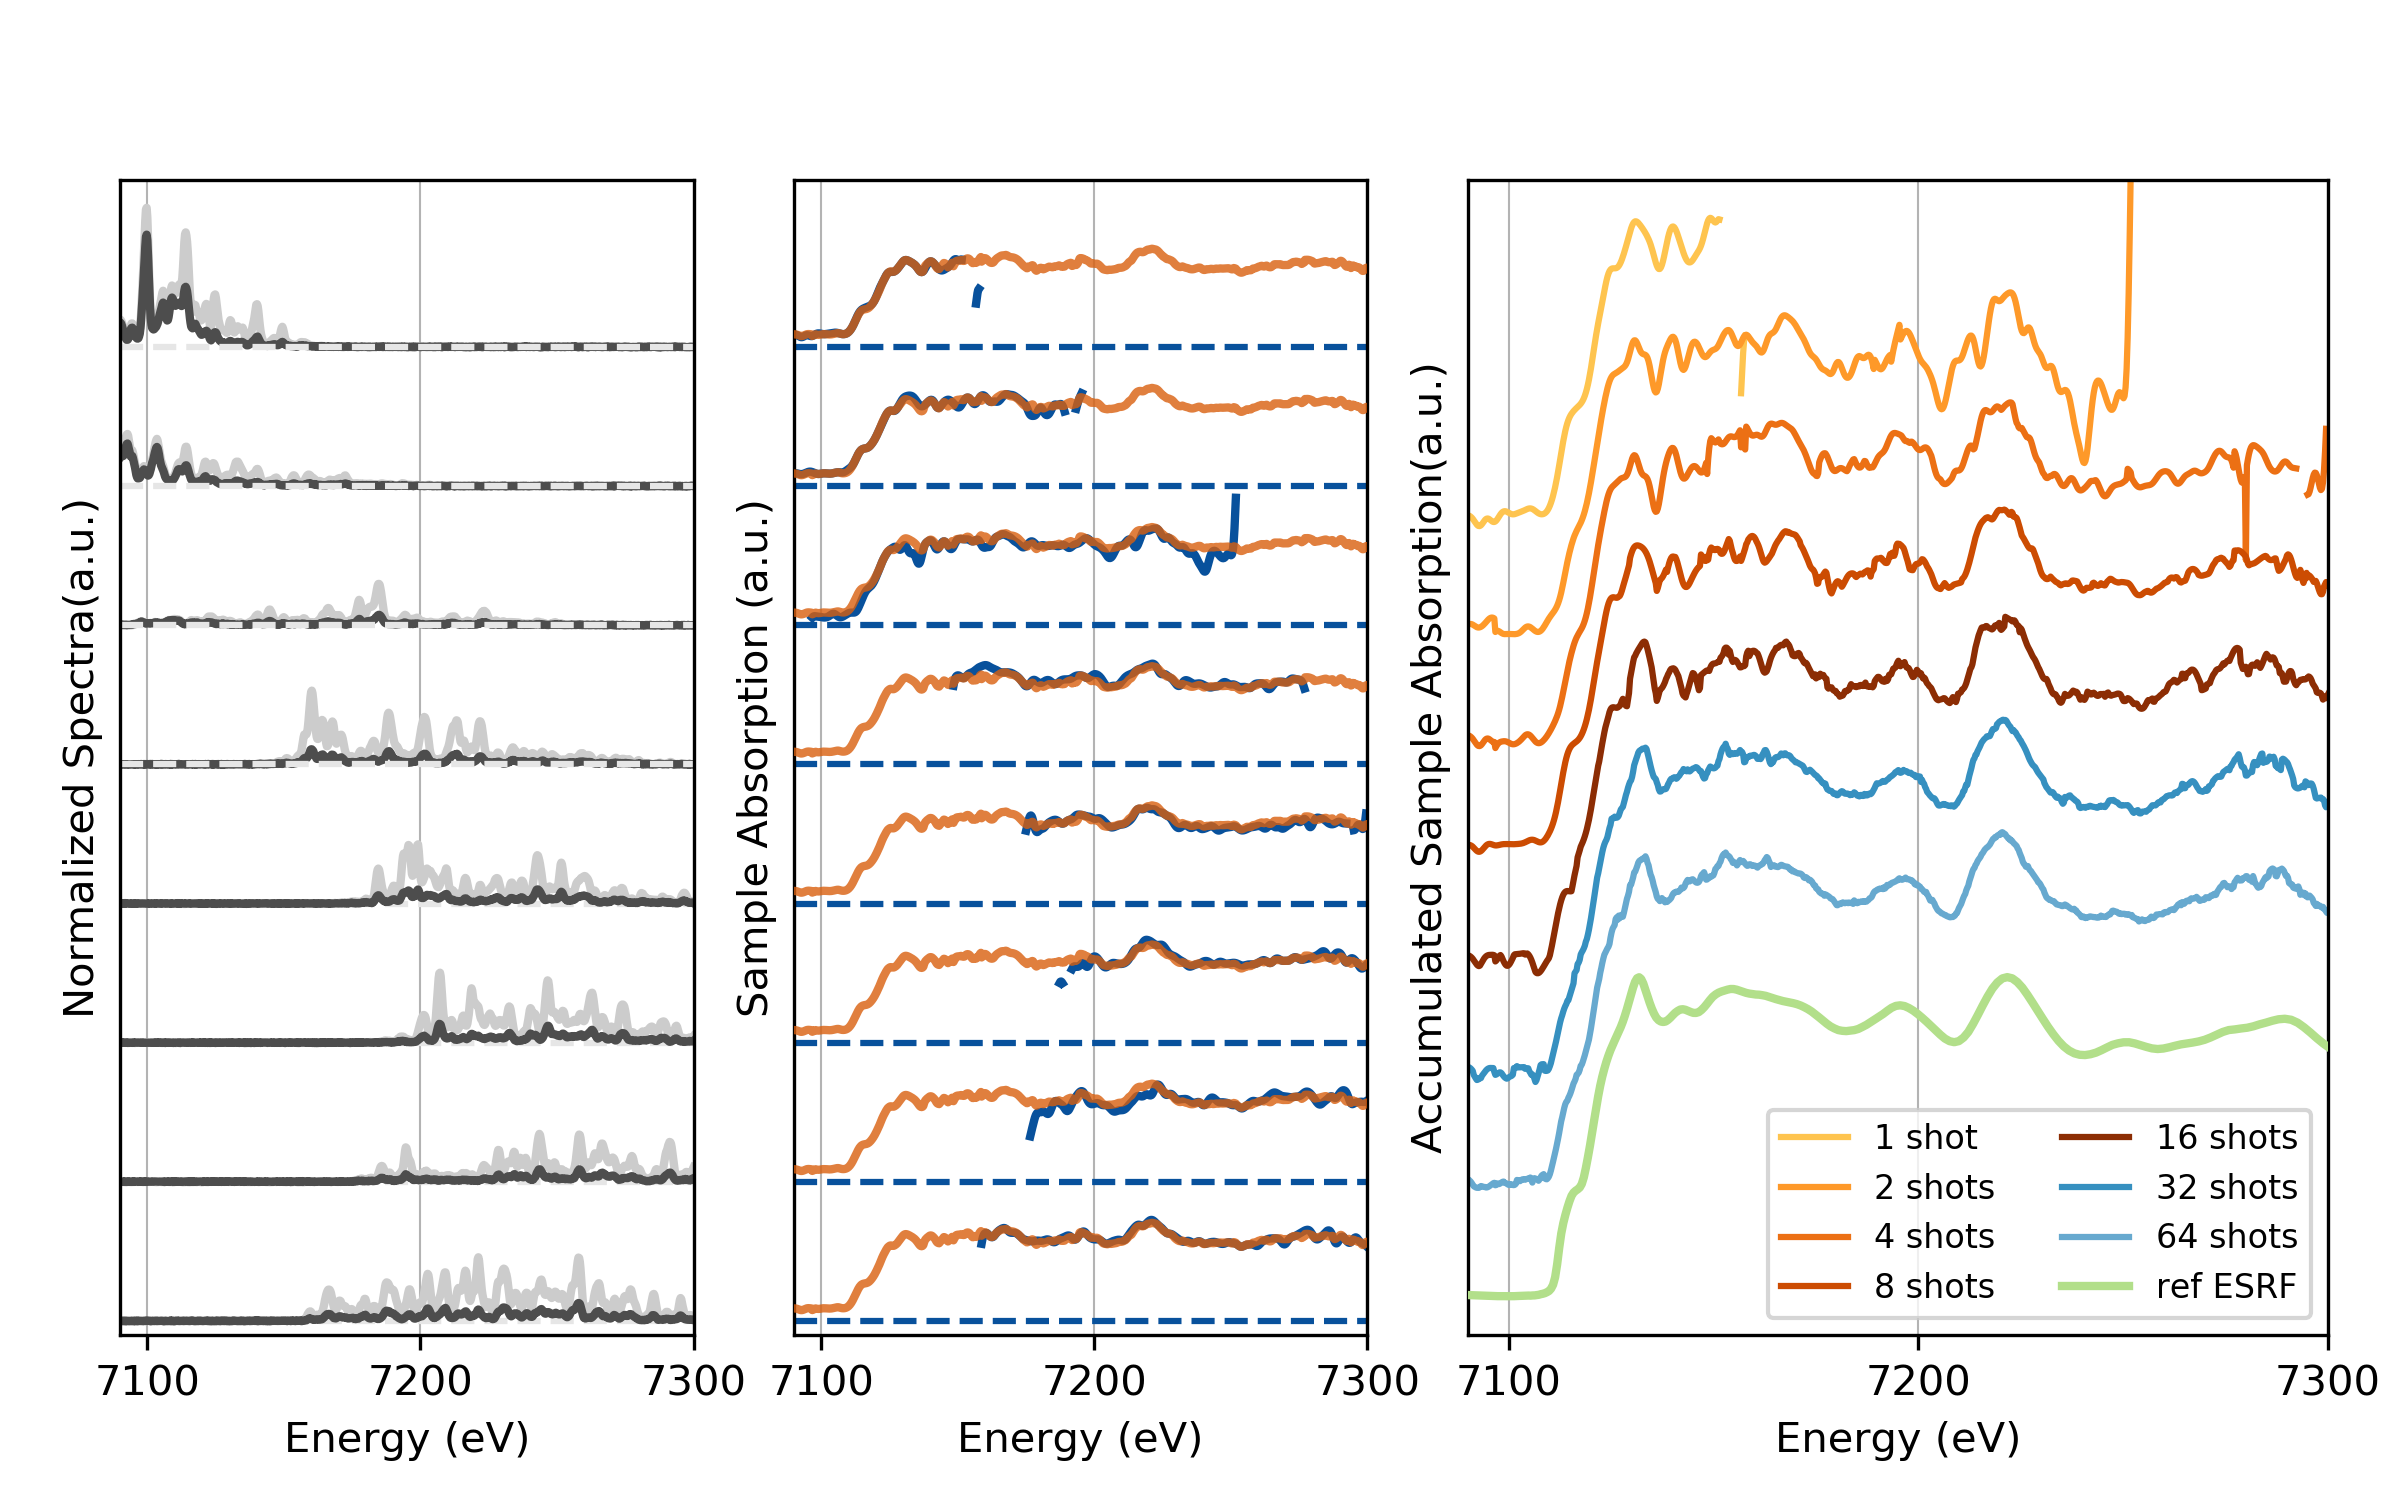 Normalized Spectra(a.u.)
7100
7200
7300
Energy (eV)
Sample Absorption (a.u.)
7100
7200
7300
Energy (eV)
Accumulated Sample Absorption(a.u.)
1 shot
2 shots
4 shots
8 shots
16 shots
32 shots
64 shots
ref ESRF
7100
7200
7300
Energy (eV)